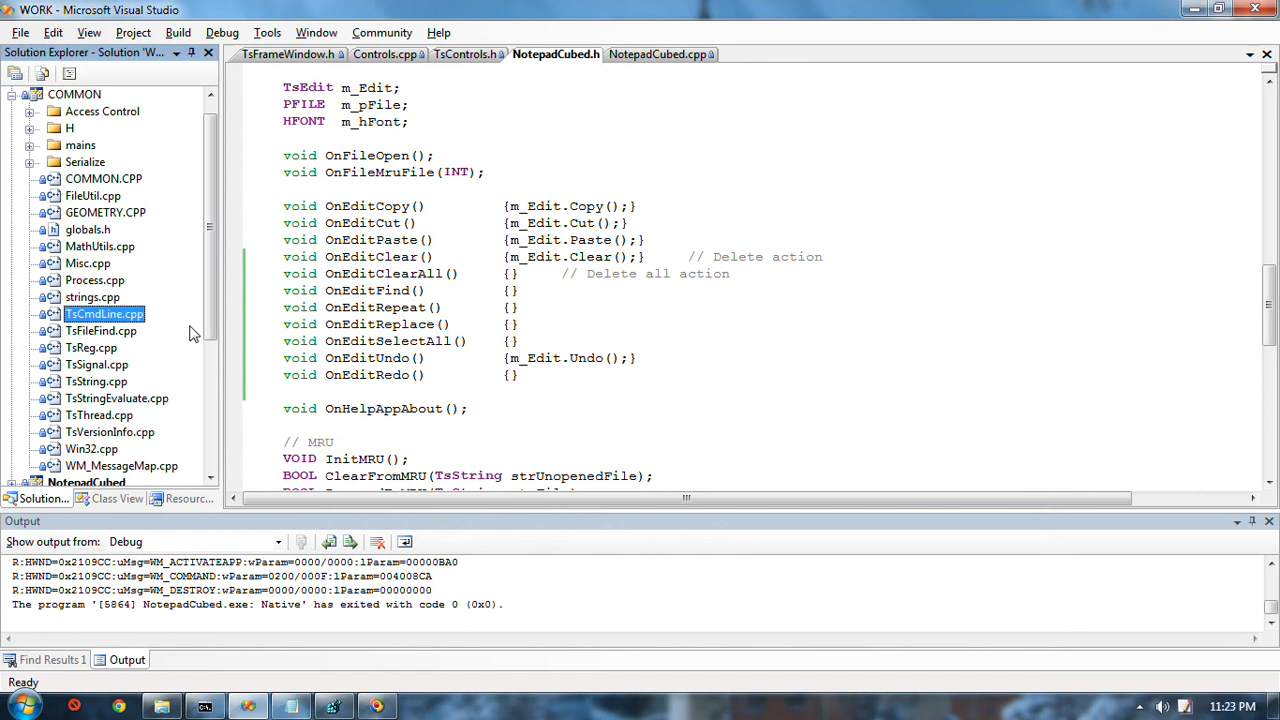 WORK - Microsoft Visual Studio
File Edit View Project Build Debug Tools Window Community Help
Solution Explorer - Solution 'W...
TsFrameWindow.h Controls.cpp TsControls.h NotepadCubed.h NotepadCubed.cpp
COMMON
Access Control
H
mains
Serialize
COMMON.CPP
FileUtil.cpp
GEOMETRY.CPP
globals.h
MathUtils.cpp
Misc.cpp
Process.cpp
strings.cpp
TsCmdLine.cpp
TsFileFind.cpp
TsReg.cpp
TsSignal.cpp
TsString.cpp
TsStringEvaluate.cpp
TsThread.cpp
TsVersionInfo.cpp
Win32.cpp
WM_MessageMap.cpp
NotepadCubed
Solution... Class View Resourc...
TsEdit m_Edit;
PFILE m_pFile;
HFONT m_hFont;
void OnFileOpen();
void OnFileMruFile(INT);
void OnEditCopy() {m_Edit.Copy();}
void OnEditCut() {m_Edit.Cut();}
void OnEditPaste() {m_Edit.Paste();}
void OnEditClear() {m_Edit.Clear();} // Delete action
void OnEditClearAll() {} // Delete all action
void OnEditFind() {}
void OnEditRepeat() {}
void OnEditReplace() {}
void OnEditSelectAll() {}
void OnEditUndo() {m_Edit.Undo();}
void OnEditRedo() {}
void OnHelpAppAbout();
// MRU
VOID InitMRU();
BOOL ClearFromMRU(TsString strUnopenedFile);
Output
Show output from: Debug
R:HWND=0x2109CC:uMsg=WM_ACTIVATEAPP:wParam=0000/0000:lParam=00000BA0
R:HWND=0x2109CC:uMsg=WM_COMMAND:wParam=0200/000F:lParam=004008CA
R:HWND=0x2109CC:uMsg=WM_DESTROY:wParam=0000/0000:lParam=00000000
The program '[5864] NotepadCubed.exe: Native' has exited with code 0 (0x0).
Find Results 1 Output
Ready
11:23 PM